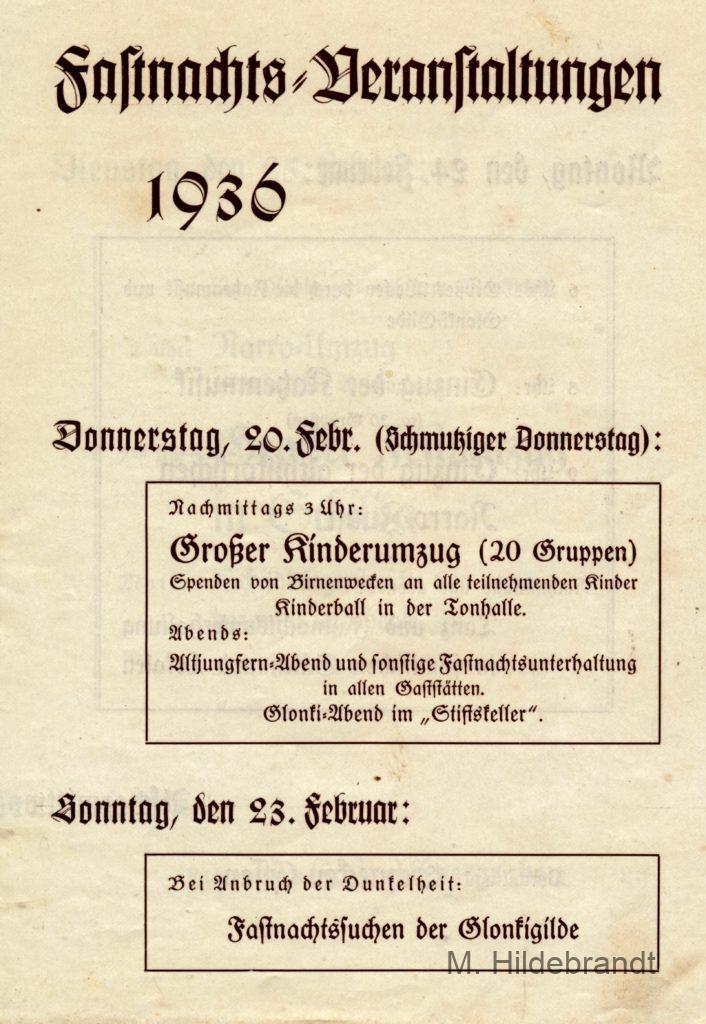 Fastnachts-Veranstaltungen
1936
Donnerstag, 20. Febr. (Schmutziger Donnerstag):
Nachmittags 3 Uhr:
Großer Kinderumzug (20 Gruppen)
Spenden von Birnenwecken an alle teilnehmenden Kinder
Kinderball in der Tonhalle.
Abends:
Altjungfern-Abend und sonstige Fastnachtsunterhaltung
in allen Gaststätten.
Glonki-Abend im „Stiftskeller“.
Sonntag, den 23. Februar:
Bei Anbruch der Dunkelheit:
Fastnachtssuchen der Glonkigilde
M. Hildebrandt